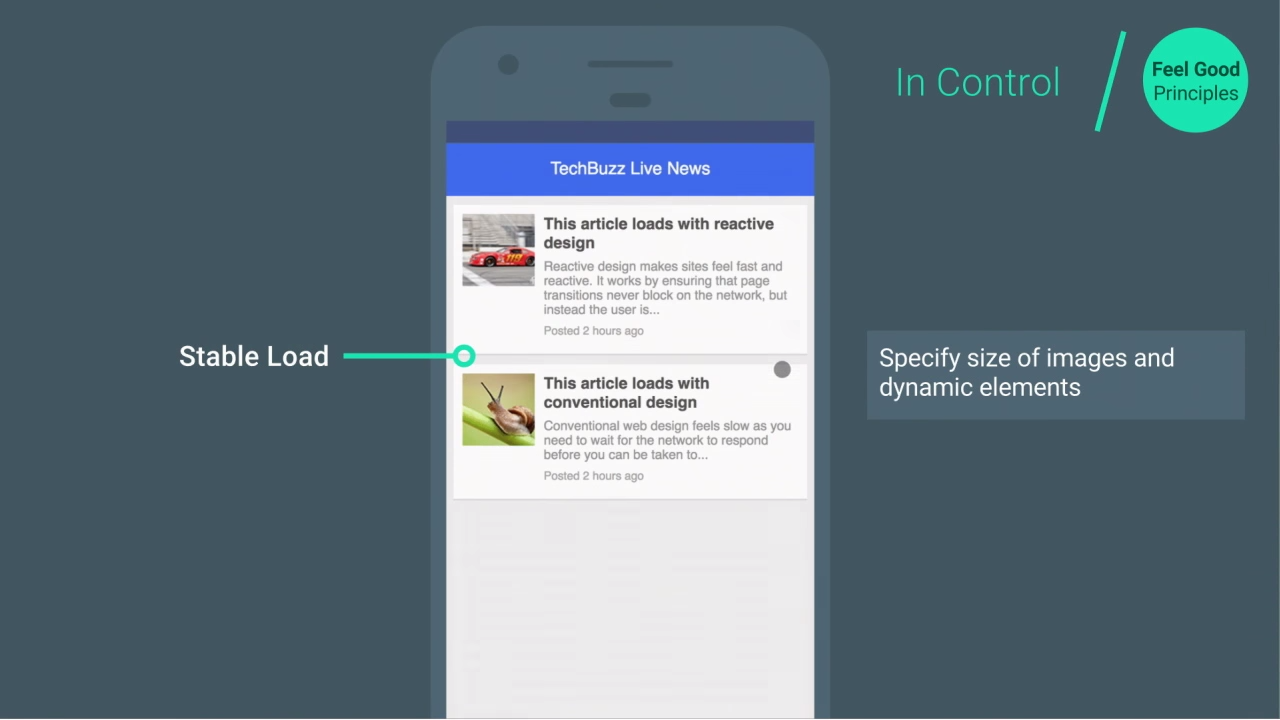 In Control
Feel Good
Principles
TechBuzz Live News
This article loads with reactive
design
Reactive design makes sites feel fast and
reactive. It works by ensuring that page
transitions never block on the network, but
instead the user is...
Posted 2 hours ago
Stable Load
This article loads with
conventional design
Conventional web design feels slow as you
need to wait for the network to respond
before you can be taken to...
Posted 2 hours ago
Specify size of images and
dynamic elements